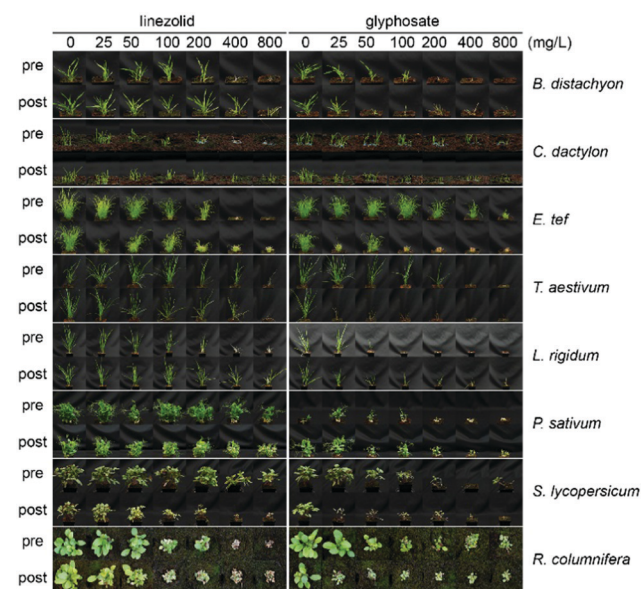 linezolid glyphosate
0 25 50 100 200 400 800 0 25 50 100 200 400 800 (mg/L)
pre
post
B. distachyon
pre
post
C. dactylon
pre
post
E. tef
pre
post
T. aestivum
pre
post
L. rigidum
pre
post
P. sativum
pre
post
S. lycopersicum
pre
post
R. columnifera